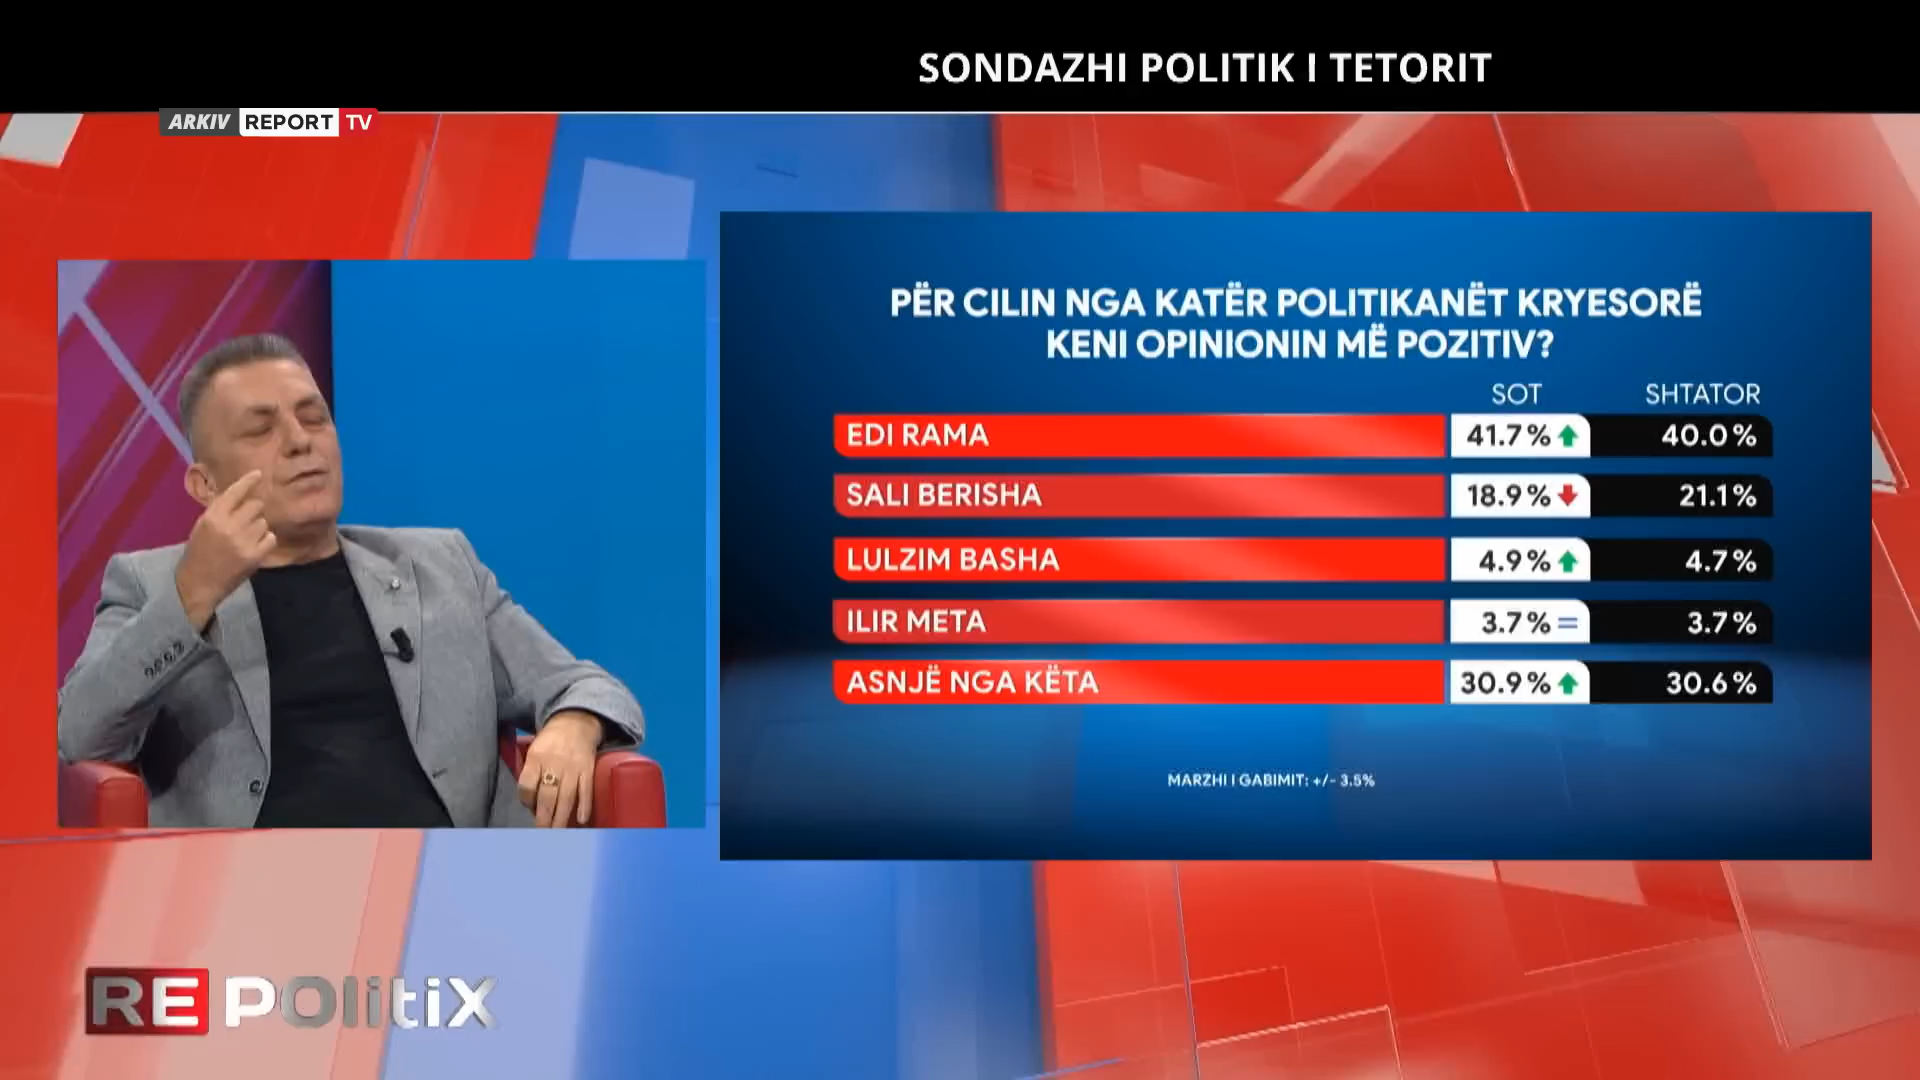 SONDAZHI POLITIK I TETORIT
ARKIV REPORT TV
PËR CILIN NGA KATËR POLITIKANËT KRYESORË
KENI OPINIONIN MË POZITIV?
SOT SHTATOR
EDI RAMA 41.7% 40.0%
SALI BERISHA 18.9% 21.1%
LULZIM BASHA 4.9% 4.7%
ILIR META 3.7% = 3.7%
ASNJË NGA KËTA 30.9% 30.6%
MARZHI I GABIMIT: +/- 3.5%
RE POlitiX